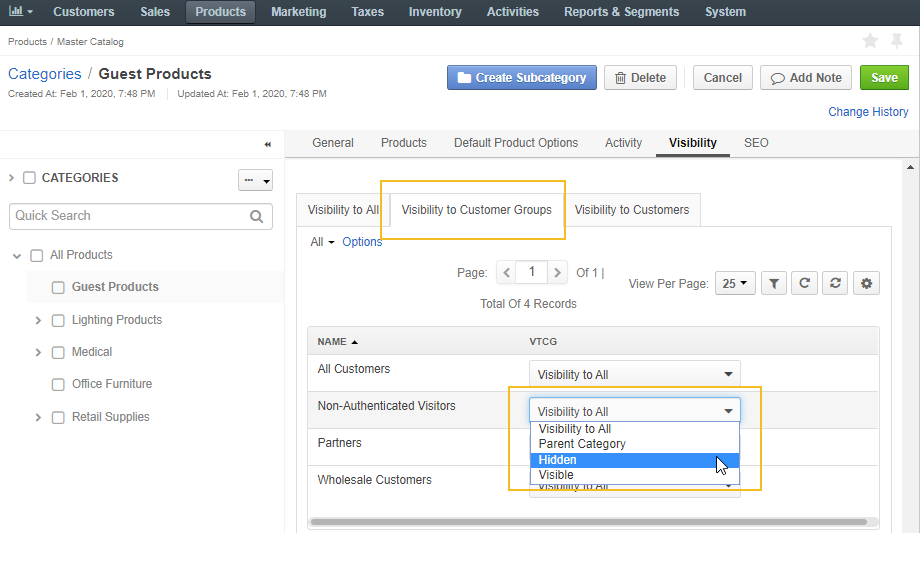 Customers Sales Products Marketing Taxes Inventory Activities Reports & Segments System
Products / Master Catalog
Categories / Guest Products
Create Subcategory Delete Cancel Add Note Save
Created At: Feb 1, 2020, 7:48 PM Updated At: Feb 1, 2020, 7:48 PM
Change History
General Products Default Product Options Activity Visibility SEO
CATEGORIES
...
Quick Search
All Products
Guest Products
Lighting Products
Medical
Office Furniture
Retail Supplies
Visibility to All Visibility to Customer Groups Visibility to Customers
All Options
Page: 1 Of 1 |
View Per Page: 25
Total Of 4 Records
NAME VTCG
All Customers Visibility to All
Non-Authenticated Visitors Visibility to All
Visibility to All
Parent Category
Partners
Hidden
Visible
Wholesale Customers Visibility to All